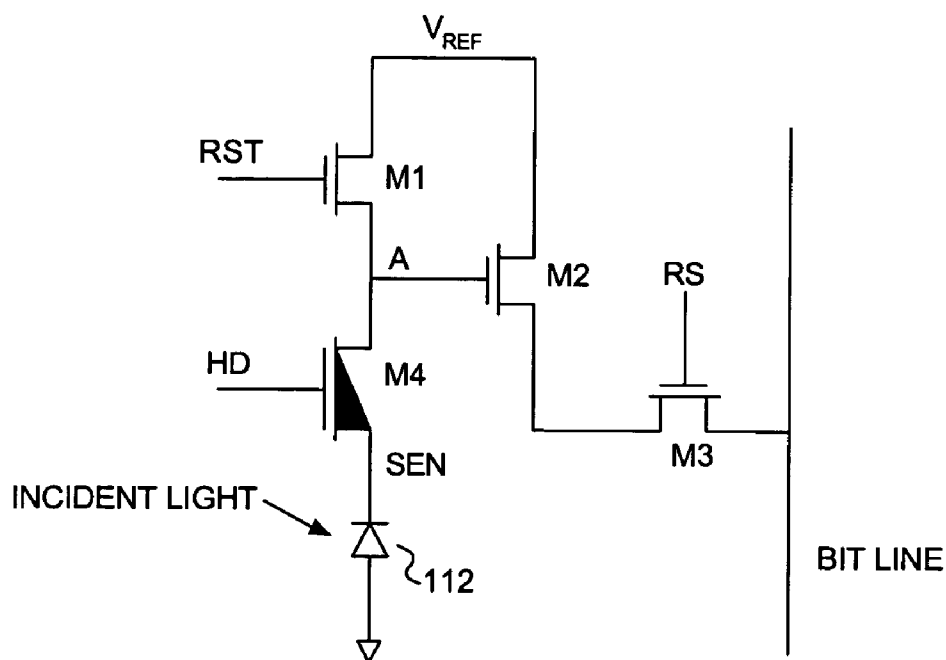 V_REF
RST
M1
A
M2
RS
HD
M4
M3
SEN
INCIDENT LIGHT
112
BIT LINE